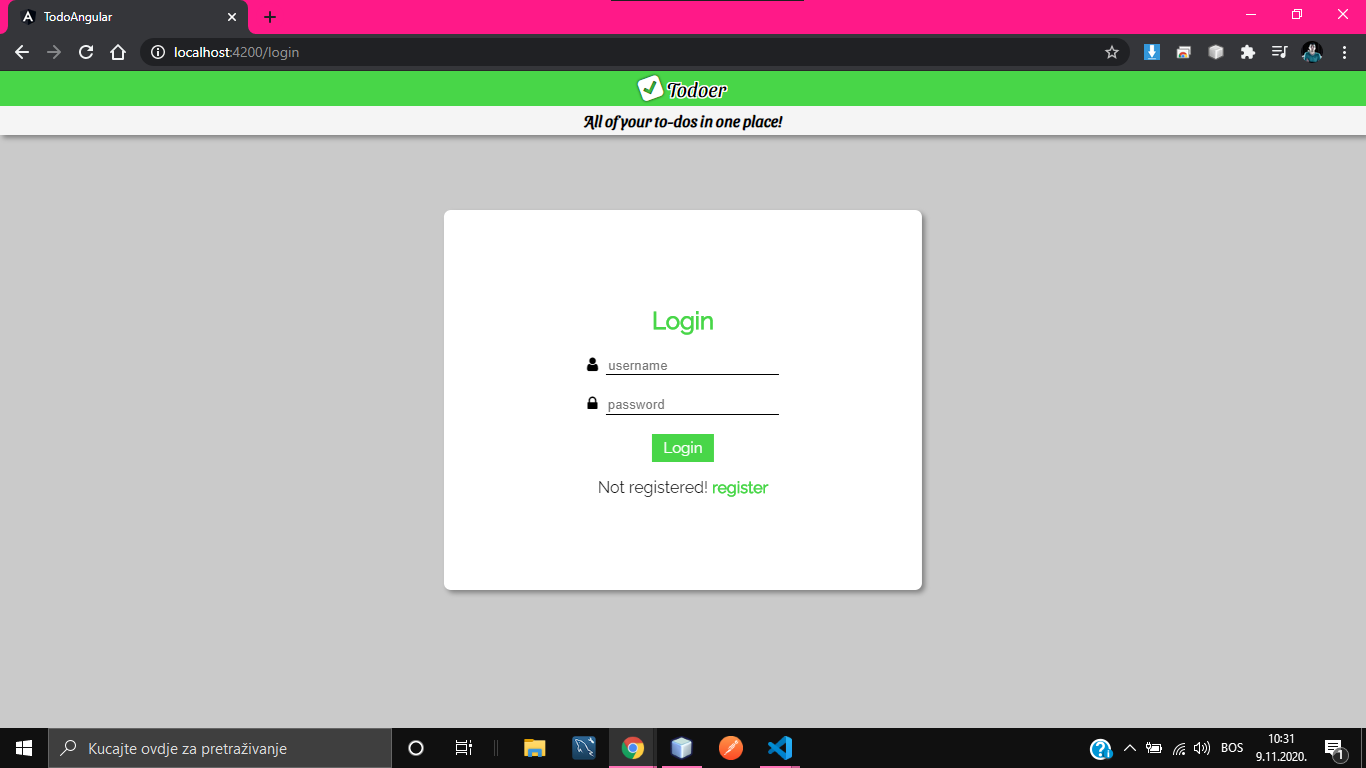 TodoAngular
localhost:4200/login
Todoer
All of your to-dos in one place!
Login
username
password
Login
Not registered! register
Kucajte ovdje za pretraživanje
BOS
10:31
9.11.2020.
1